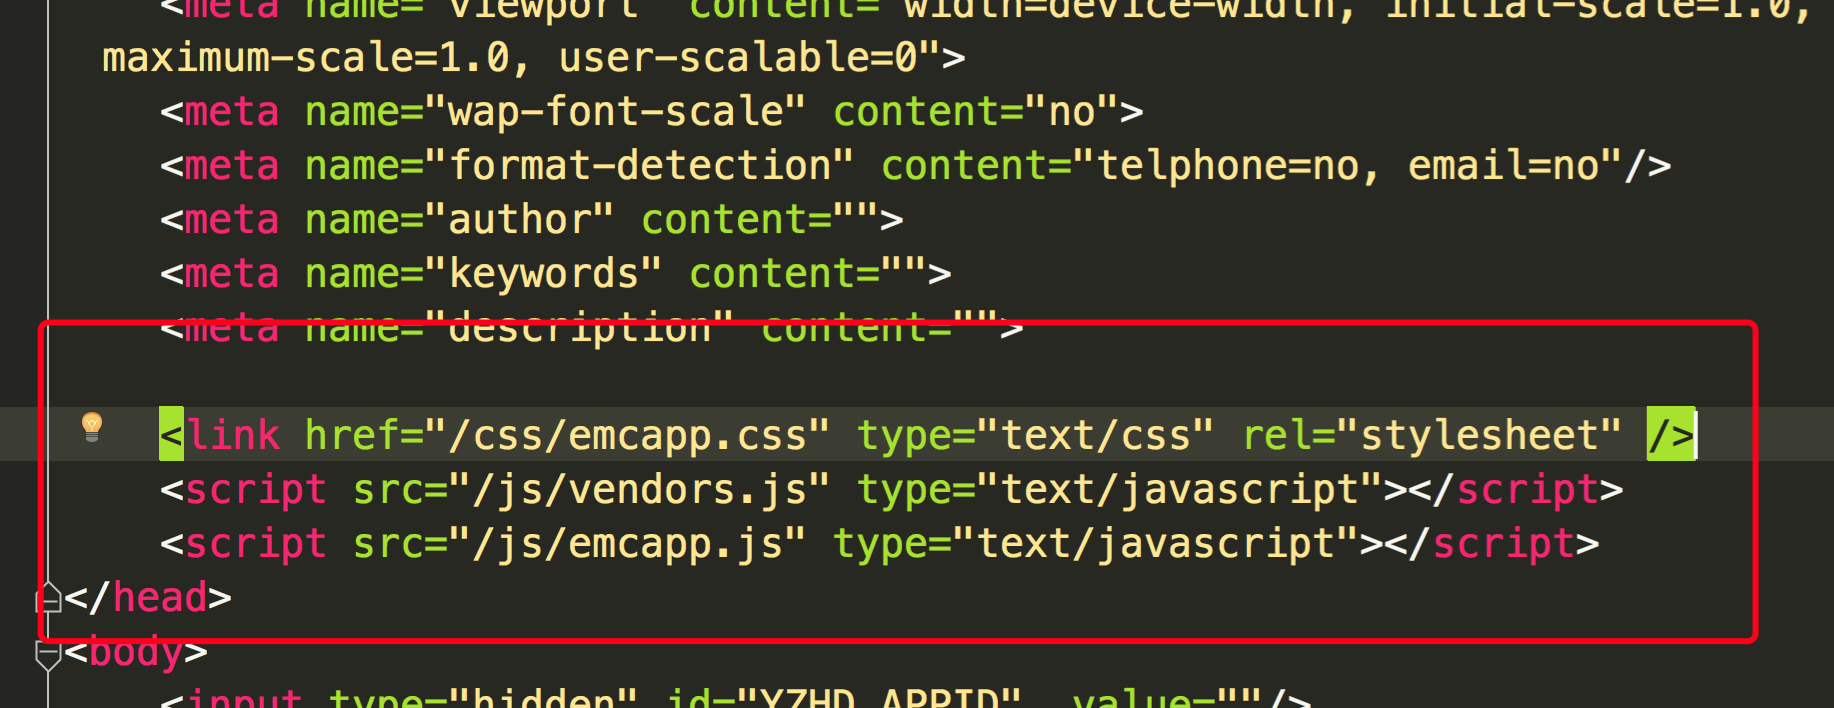 <meta name="viewport" content="width=device-width, initial-scale=1.0,
maximum-scale=1.0, user-scalable=0">
<meta name="wap-font-scale" content="no">
<meta name="format-detection" content="telphone=no, email=no"/>
<meta name="author" content="">
<meta name="keywords" content="">
<meta name="description" content="">
<link href="/css/emcapp.css" type="text/css" rel="stylesheet" />
<script src="/js/vendors.js" type="text/javascript"></script>
<script src="/js/emcapp.js" type="text/javascript"></script>
</head>
<body>
<input type="hidden" id="YZHD_APPID"  value=""/>